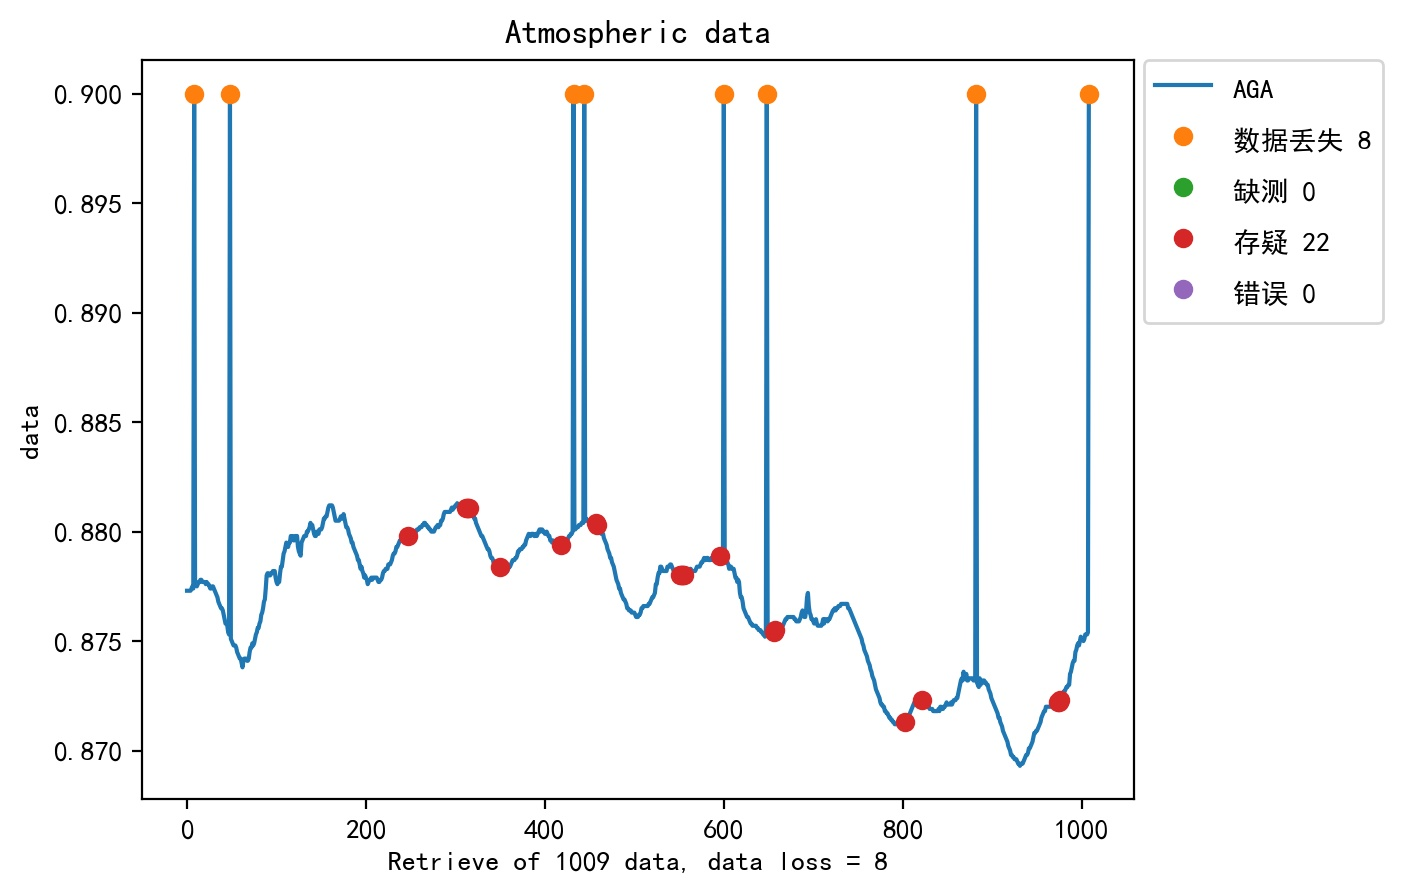 Atmospheric data
0.900
0.895
0.890
0.885
0.880
0.875
0.870
data
0
200
400
600
800
1000
Retrieve of 1009 data, data loss = 8
AGA
数据丢失 8
缺测 0
存疑 22
错误 0